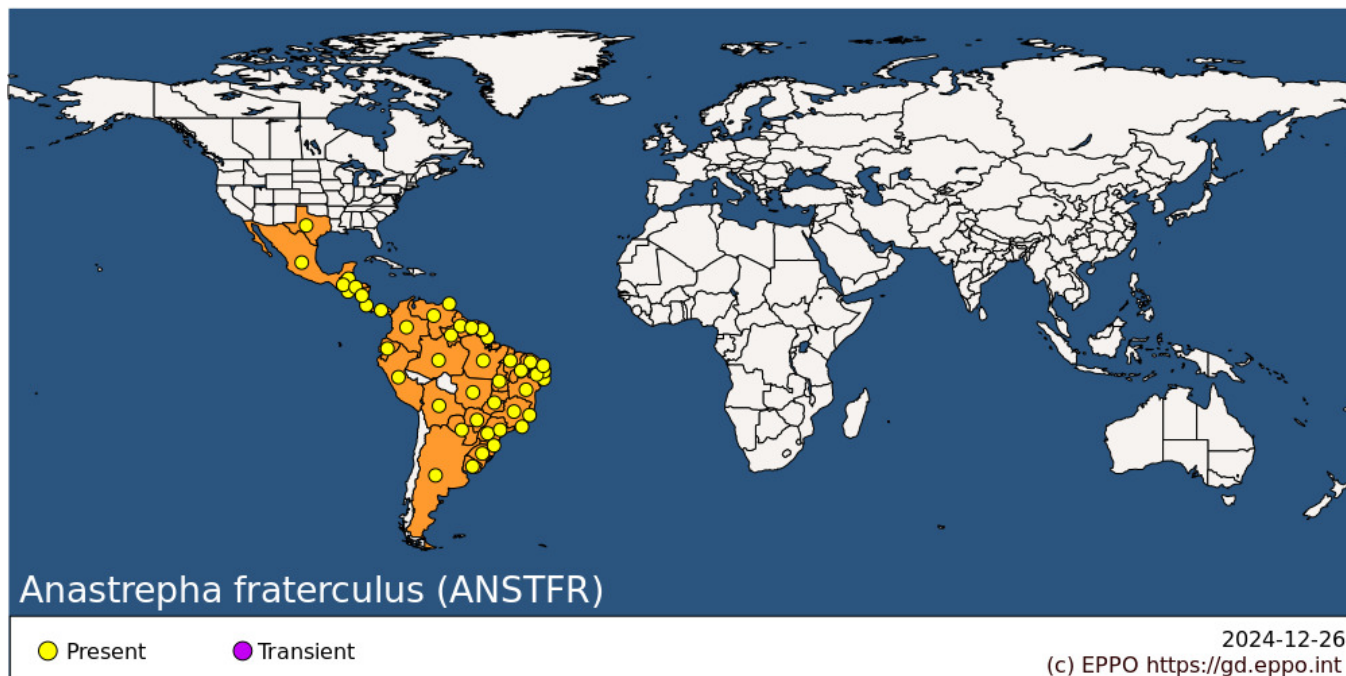 Anastrepha fraterculus (ANSTFR)
Present
Transient
2024-12-26
(c) EPPO https://gd.eppo.int